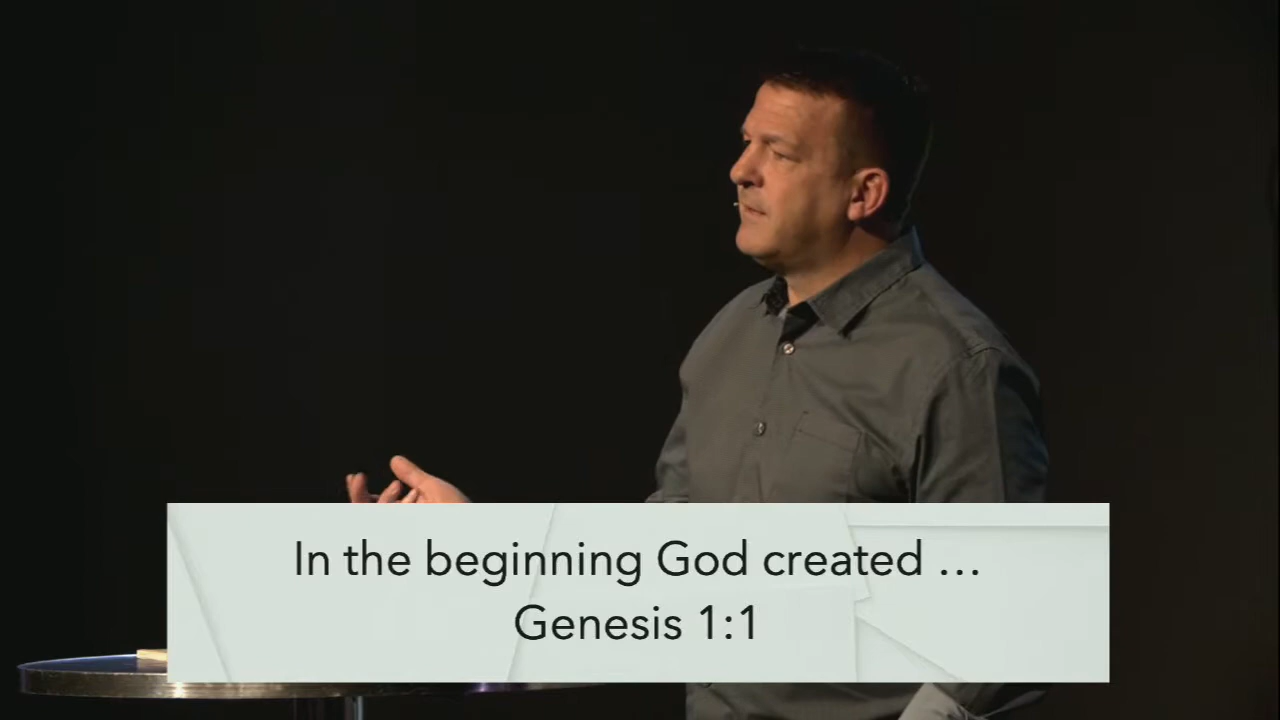 In the beginning God created …
Genesis 1:1